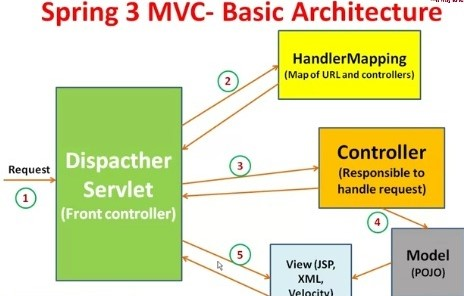 Spring 3 MVC- Basic Architecture
HandlerMapping
(Map of URL and controllers)
2
Request
1
Dispacther
Servlet
(Front controller)
3
Controller
(Responsible to
handle request)
4
5
View (JSP,
XML,
Velocity)
Model
(POJO)